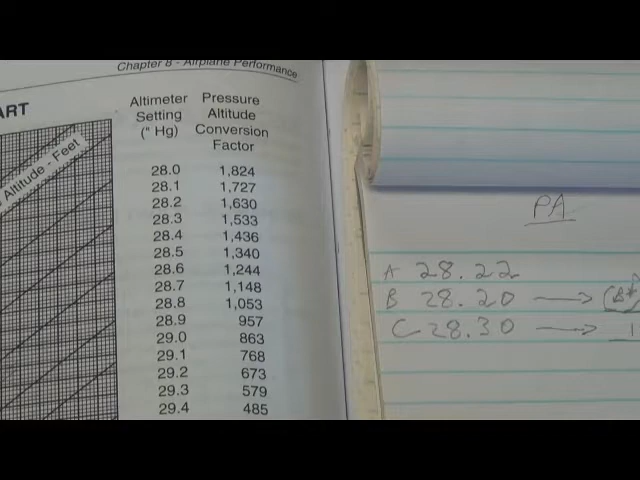 Chapter 8 - Airplane Performance
ART
Altimeter Setting (" Hg) Pressure Altitude Conversion Factor
Altitude - Feet
28.0 1,824
28.1 1,727
28.2 1,630
28.3 1,533
28.4 1,436
28.5 1,340
28.6 1,244
28.7 1,148
28.8 1,053
28.9 957
29.0 863
29.1 768
29.2 673
29.3 579
29.4 485
PA
A 28.22
B 28.20
C 28.30